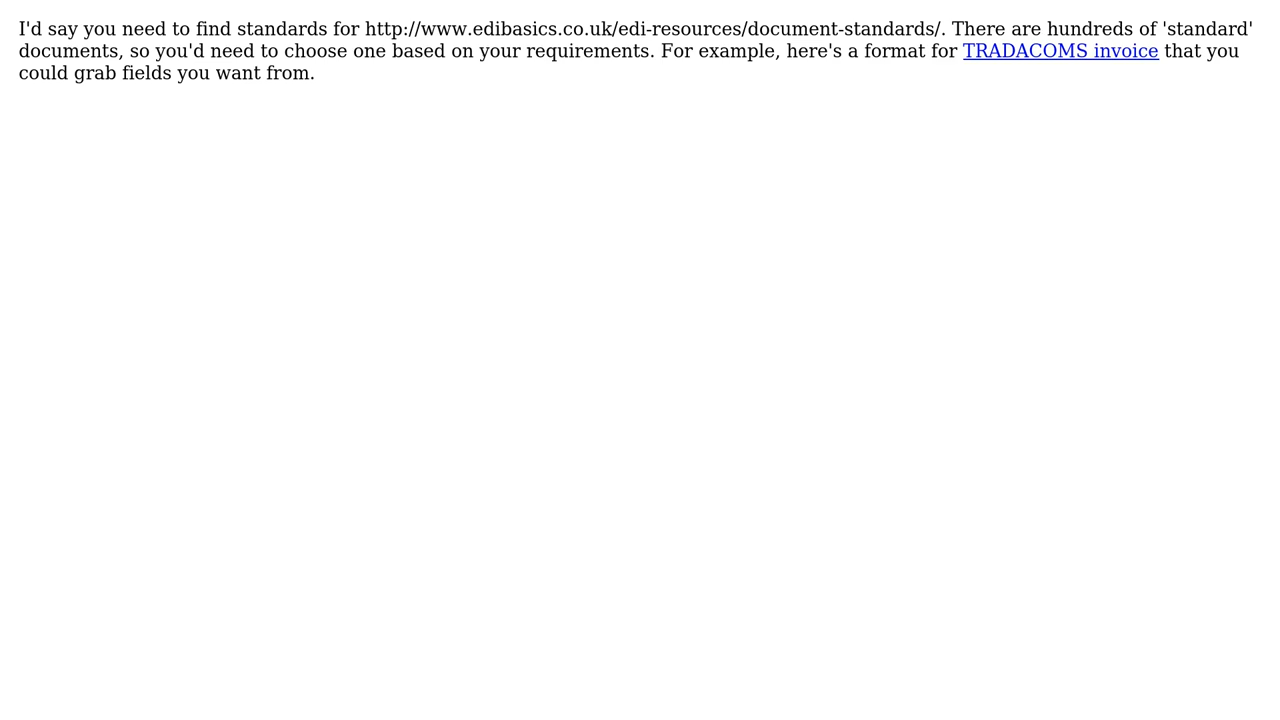 I'd say you need to find standards for http://www.edibasics.co.uk/edi-resources/document-standards/. There are hundreds of 'standard'
documents, so you'd need to choose one based on your requirements. For example, here's a format for TRADACOMS invoice that you
could grab fields you want from.